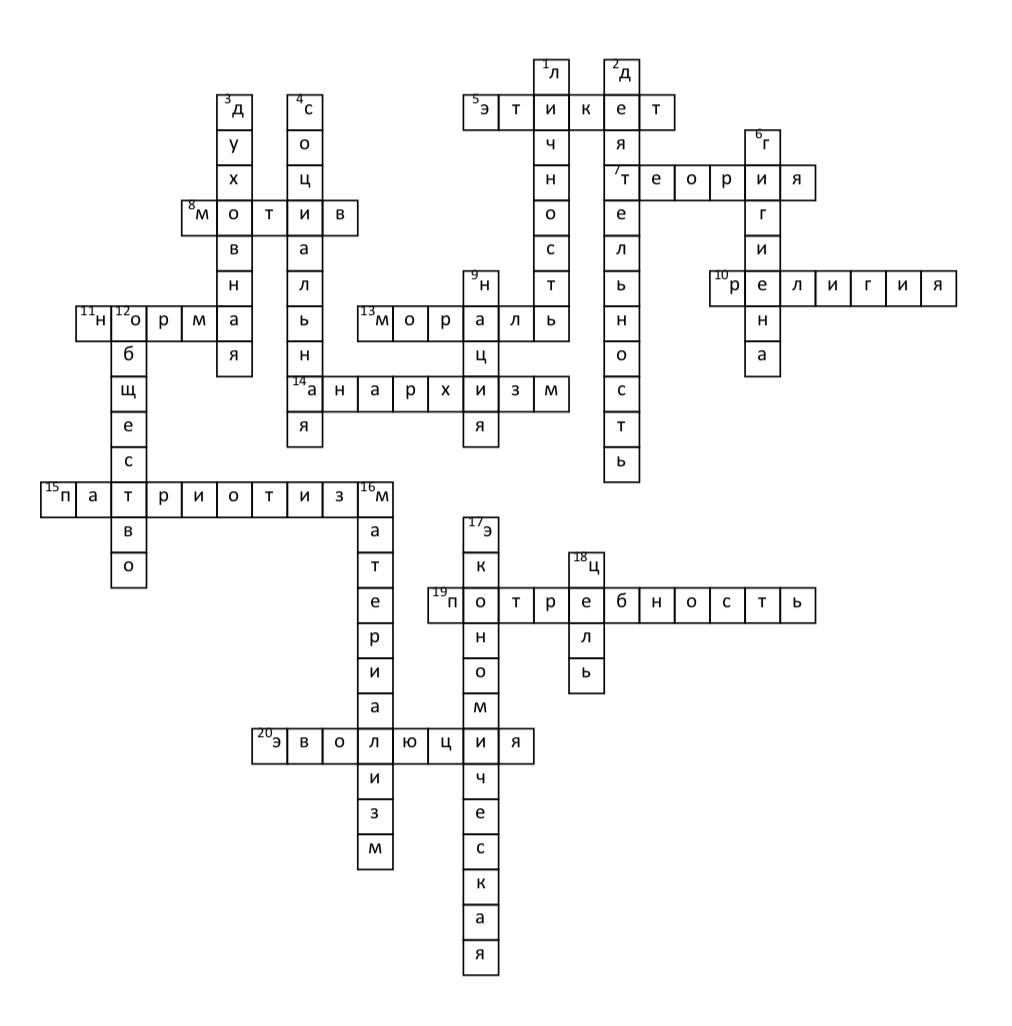 1 личность
2 деятельность
3 духовная
4 социальная
5 этикет
6 гигиена
7 теория
8 мотив
9 нация
10 религия
11 норма
12 общество
13 мораль
14 анархизм
15 патриотизм
16 материализм
17 экономическая
18 цель
19 потребность
20 эволюция